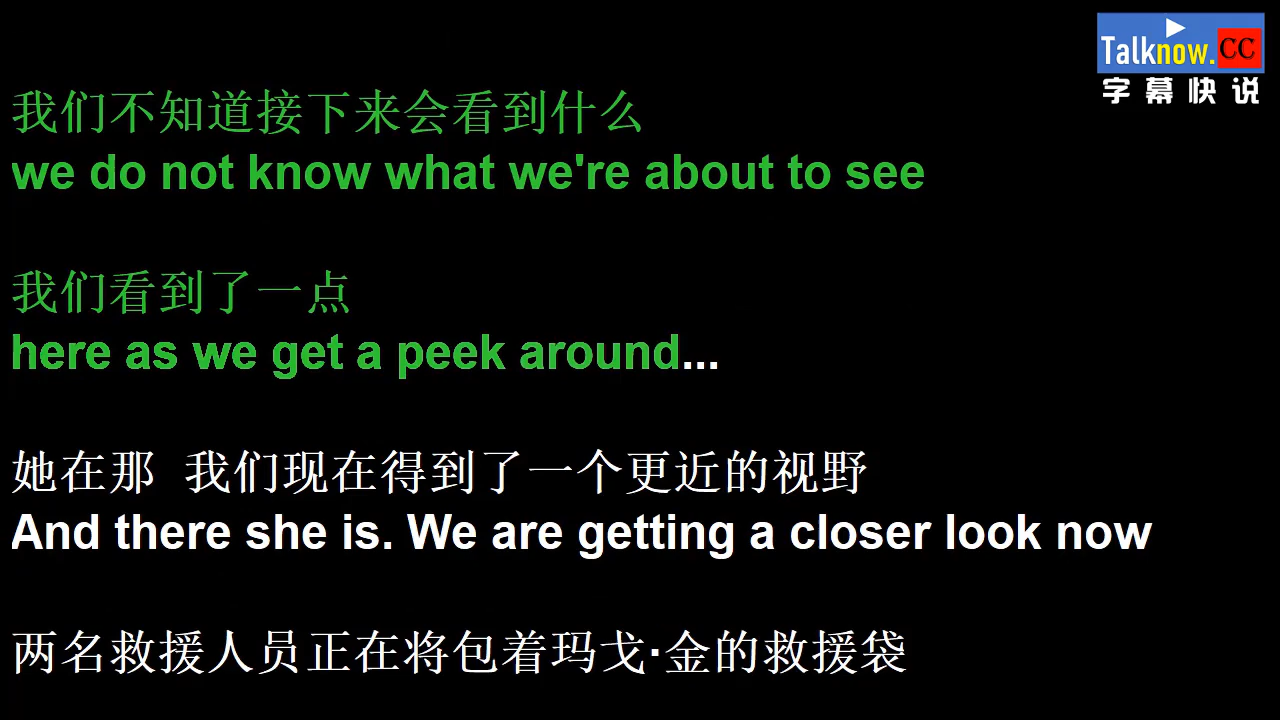 Talknow.CC
字幕快说
我们不知道接下来会看到什么
we do not know what we're about to see
我们看到了一点
here as we get a peek around...
她在那 我们现在得到了一个更近的视野
And there she is. We are getting a closer look now
两名救援人员正在将包着玛戈·金的救援袋